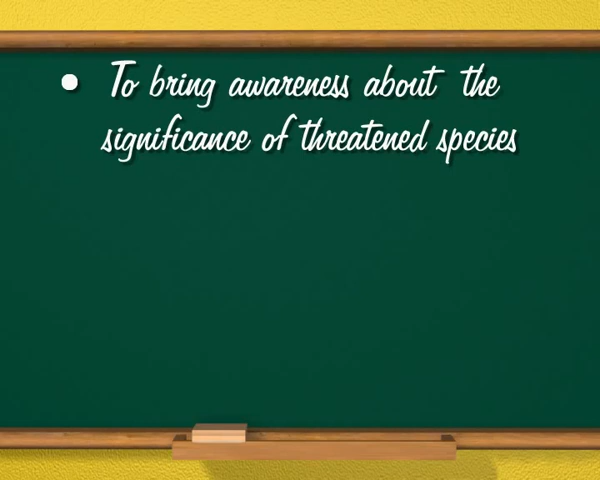 • To bring awareness about the
significance of threatened species